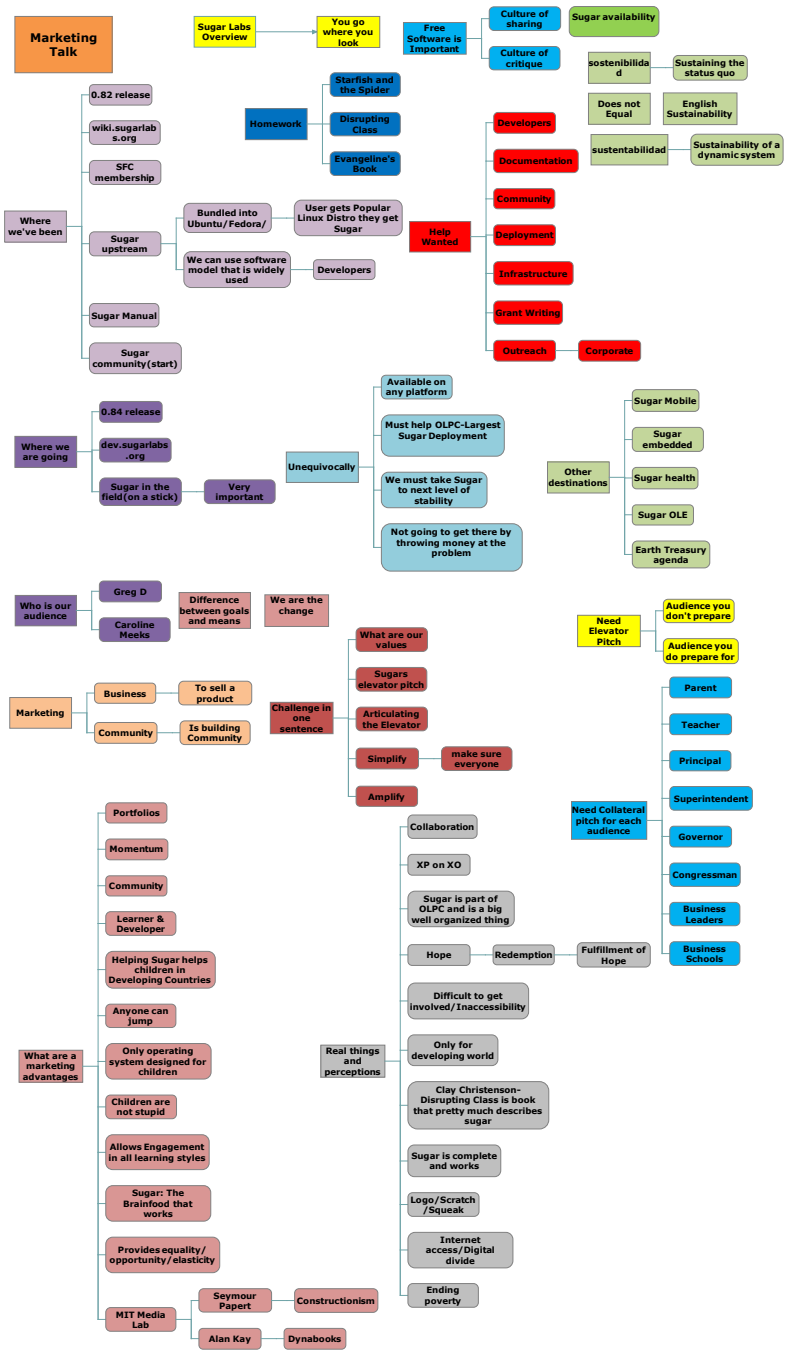 Marketing
Talk
Sugar Labs
Overview
You go
where you
look
Free
Software is
Important
Culture of
sharing
Culture of
critique
Sugar availability
sostenibilida
d
Sustaining the
status quo
Does not
Equal
English
Sustainability
sustentabilidad
Sustainability of a
dynamic system
Homework
Starfish and
the Spider
Disrupting
Class
Evangeline's
Book
Where
we've been
0.82 release
wiki.sugarlab
s.org
SFC
membership
Sugar
upstream
Bundled into
Ubuntu/Fedora/
User gets Popular
Linux Distro they get
Sugar
We can use software
model that is widely
used
Developers
Sugar Manual
Sugar
community(start)
Help
Wanted
Developers
Documentation
Community
Deployment
Infrastructure
Grant Writing
Outreach
Corporate
Where we
are going
0.84 release
dev.sugarlabs
.org
Sugar in the
field(on a stick)
Very
important
Unequivocally
Available on
any platform
Must help OLPC-Largest
Sugar Deployment
We must take Sugar
to next level of
stability
Not going to get there by
throwing money at the
problem
Other
destinations
Sugar Mobile
Sugar
embedded
Sugar health
Sugar OLE
Earth Treasury
agenda
Who is our
audience
Greg D
Caroline
Meeks
Difference
between goals
and means
We are the
change
Need
Elevator
Pitch
Audience you
don't prepare
Audience you
do prepare for
Marketing
Business
To sell a
product
Community
Is building
Community
Challenge in
one
sentence
What are our
values
Sugars
elevator pitch
Articulating
the Elevator
Simplify
make sure
everyone
Amplify
Need Collateral
pitch for each
audience
Parent
Teacher
Principal
Superintendent
Governor
Congressman
Business
Leaders
Business
Schools
What are a
marketing
advantages
Portfolios
Momentum
Community
Learner &
Developer
Helping Sugar helps
children in
Developing Countries
Anyone can
jump
Only operating
system designed for
children
Children are
not stupid
Allows Engagement
in all learning styles
Sugar: The
Brainfood that
works
Provides equality/
opportunity/elasticity
MIT Media
Lab
Seymour
Papert
Constructionism
Alan Kay
Dynabooks
Real things
and
perceptions
Collaboration
XP on XO
Sugar is part of
OLPC and is a big
well organized thing
Hope
Redemption
Fulfillment of
Hope
Difficult to get
involved/Inaccessibility
Only for
developing world
Clay Christenson-
Disrupting Class is book
that pretty much describes
sugar
Sugar is complete
and works
Logo/Scratch
/Squeak
Internet
access/Digital
divide
Ending
poverty